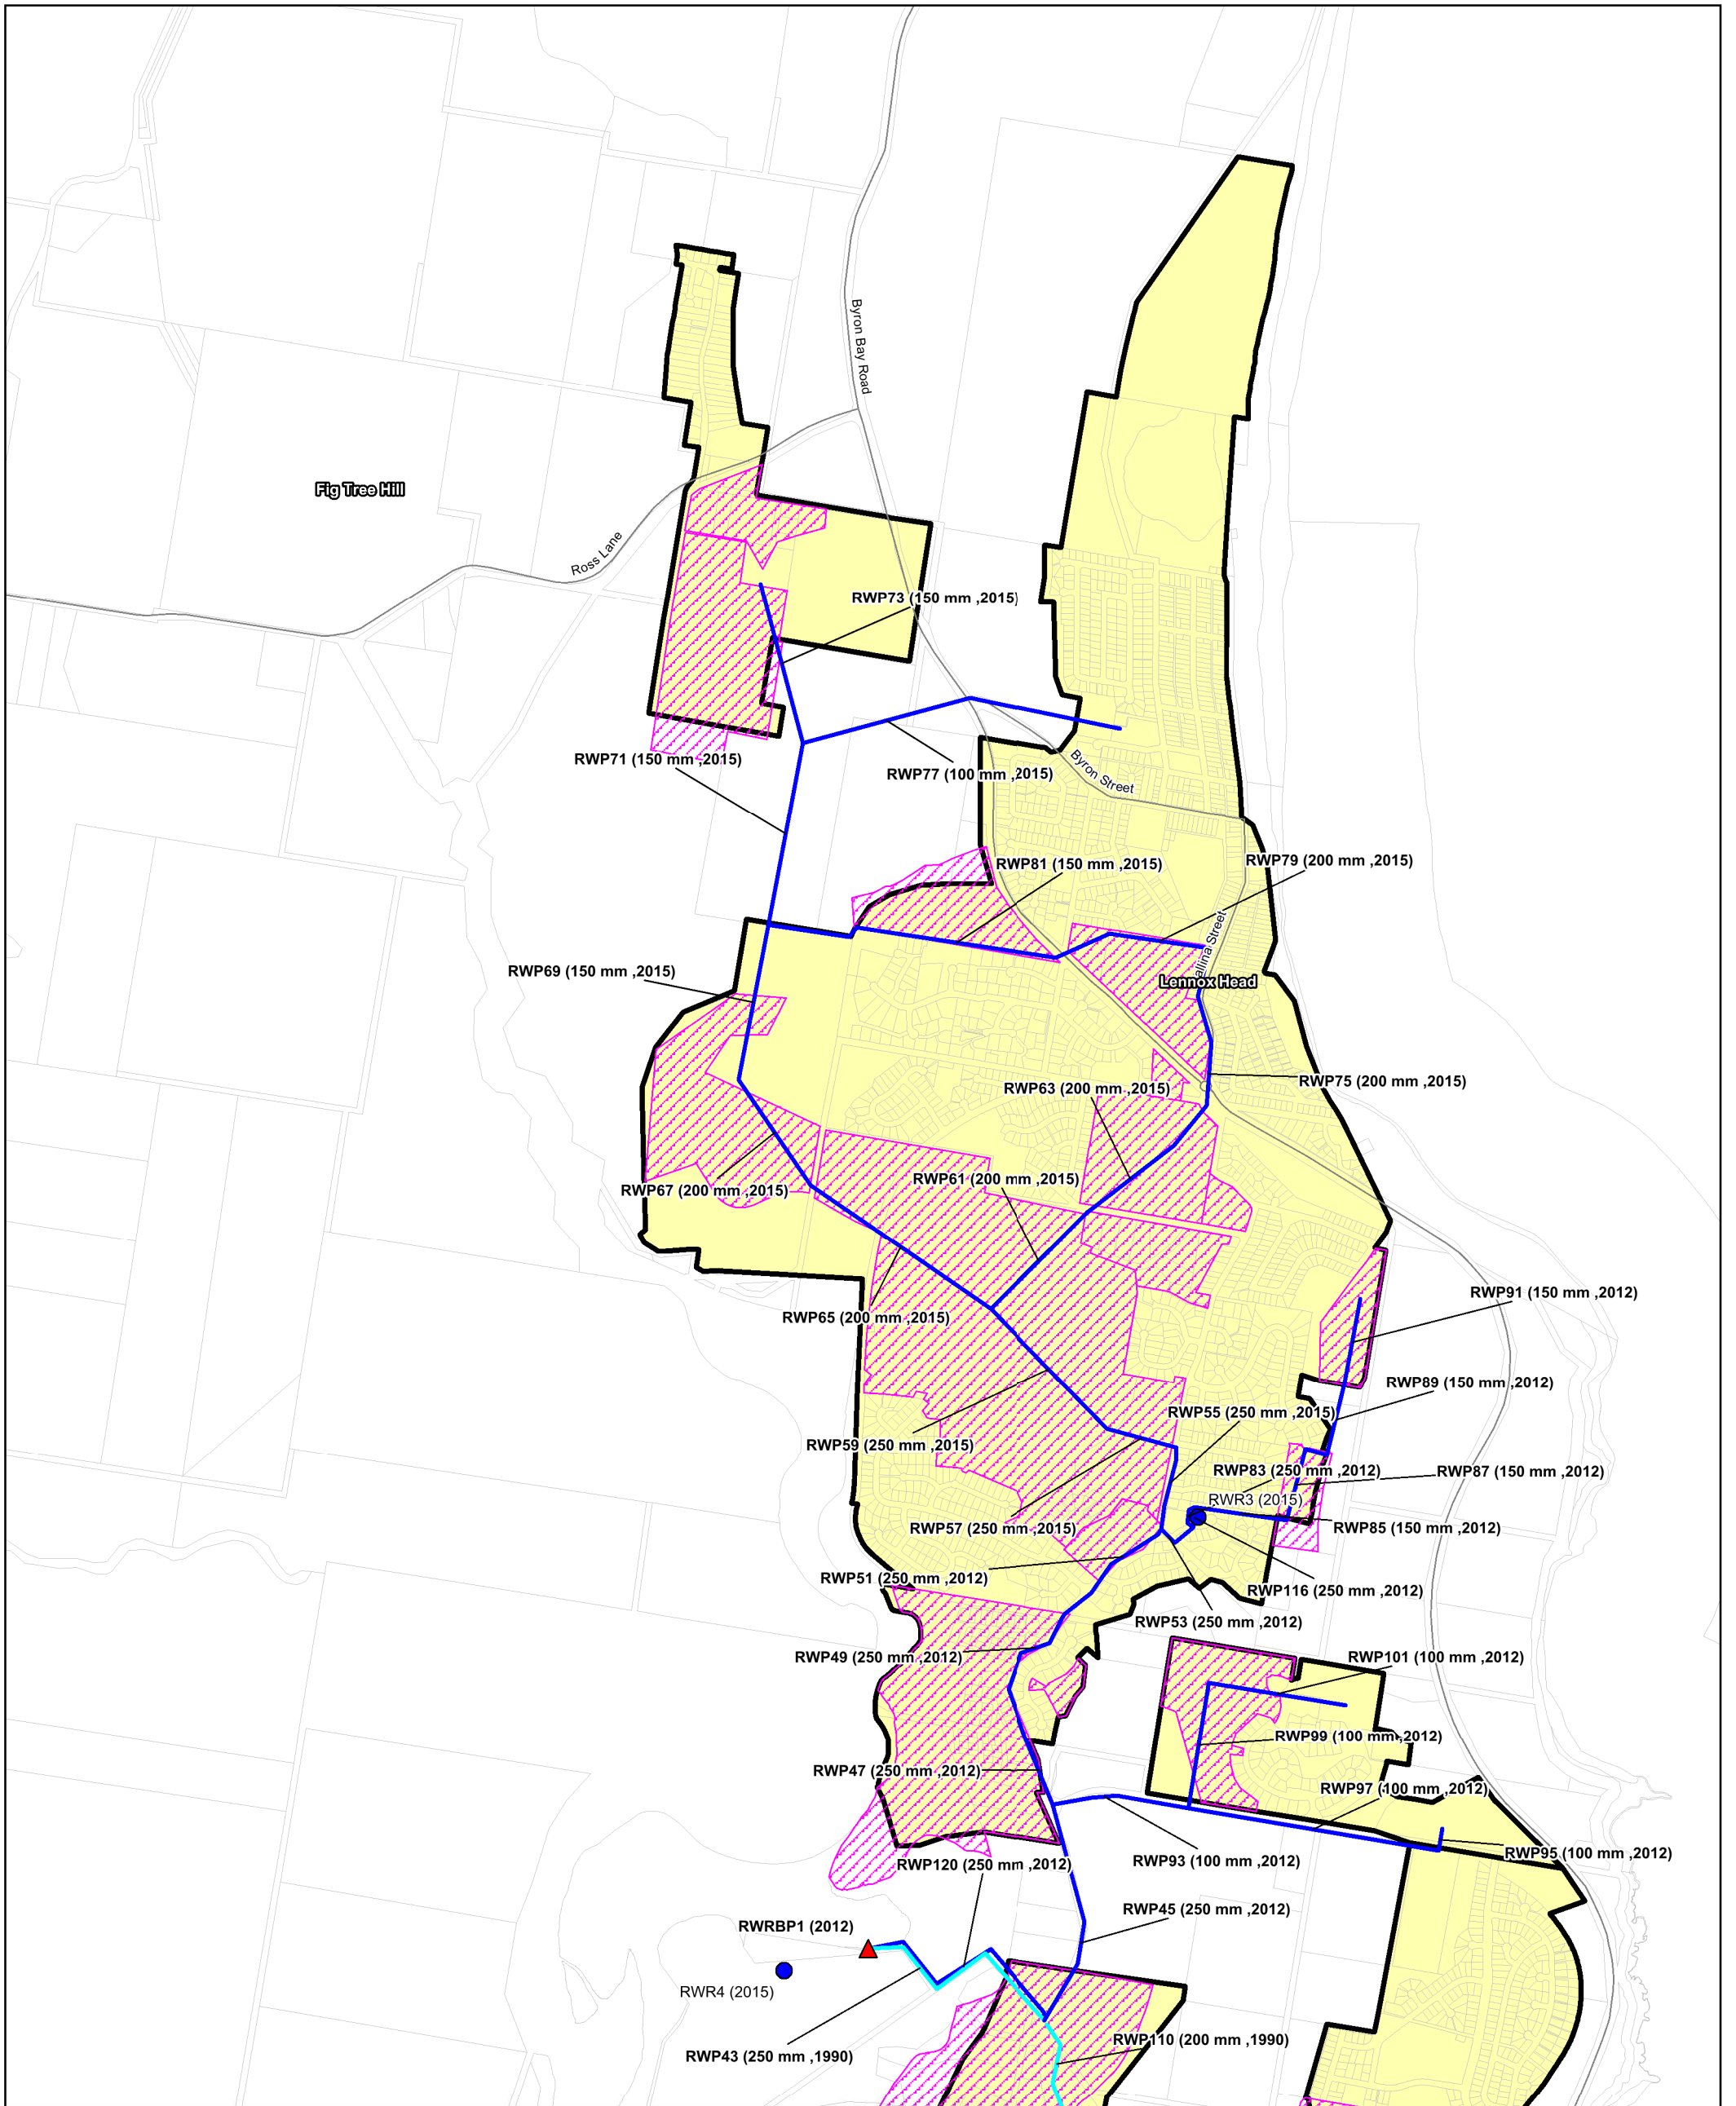 Byron Bay Road
Fig Tree Hill
Ross Lane
RWP73 (150 mm ,2015)
RWP71 (150 mm ,2015)
RWP77 (100 mm ,2015)
Byron Street
RWP81 (150 mm ,2015)
RWP79 (200 mm ,2015)
allina Street
RWP69 (150 mm ,2015)
Lennox Head
RWP63 (200 mm ,2015)
RWP75 (200 mm ,2015)
RWP61 (200 mm ,2015)
RWP67 (200 mm ,2015)
RWP91 (150 mm ,2012)
RWP65 (200 mm ,2015)
RWP89 (150 mm ,2012)
RWP55 (250 mm ,2015)
RWP59 (250 mm ,2015)
RWP83 (250 mm ,2012)
RWP87 (150 mm ,2012)
RWR3 (2015)
RWP57 (250 mm ,2015)
RWP85 (150 mm ,2012)
RWP51 (250 mm ,2012)
RWP116 (250 mm ,2012)
RWP53 (250 mm ,2012)
RWP49 (250 mm ,2012)
RWP101 (100 mm ,2012)
RWP99 (100 mm ,2012)
RWP47 (250 mm ,2012)
RWP97 (100 mm ,2012)
RWP95 (100 mm ,2012)
RWP93 (100 mm ,2012)
RWP120 (250 mm ,2012)
RWP45 (250 mm ,2012)
RWRBP1 (2012)
RWR4 (2015)
RWP110 (200 mm ,1990)
RWP43 (250 mm ,1990)